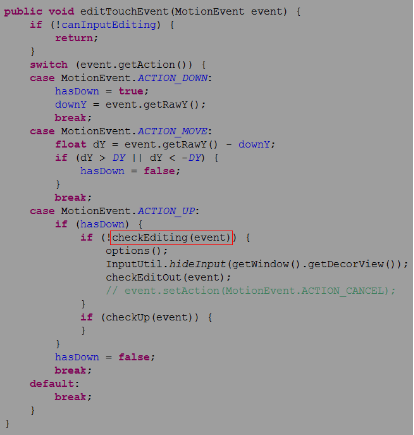 public void editTouchEvent(MotionEvent event) {
if (!canInputEditing) {
return;
}
switch (event.getAction()) {
case MotionEvent.ACTION_DOWN:
hasDown = true;
downY = event.getRawY();
break;
case MotionEvent.ACTION_MOVE:
float dY = event.getRawY() - downY;
if (dY > DY || dY < -DY) {
hasDown = false;
}
break;
case MotionEvent.ACTION_UP:
if (hasDown) {
if (!checkEditing(event)) {
options();
InputUtil.hideInput(getWindow().getDecorView());
checkEditOut(event);
// event.setAction(MotionEvent.ACTION_CANCEL);
}
if (checkUp(event)) {
}
}
hasDown = false;
break;
default:
break;
}
}